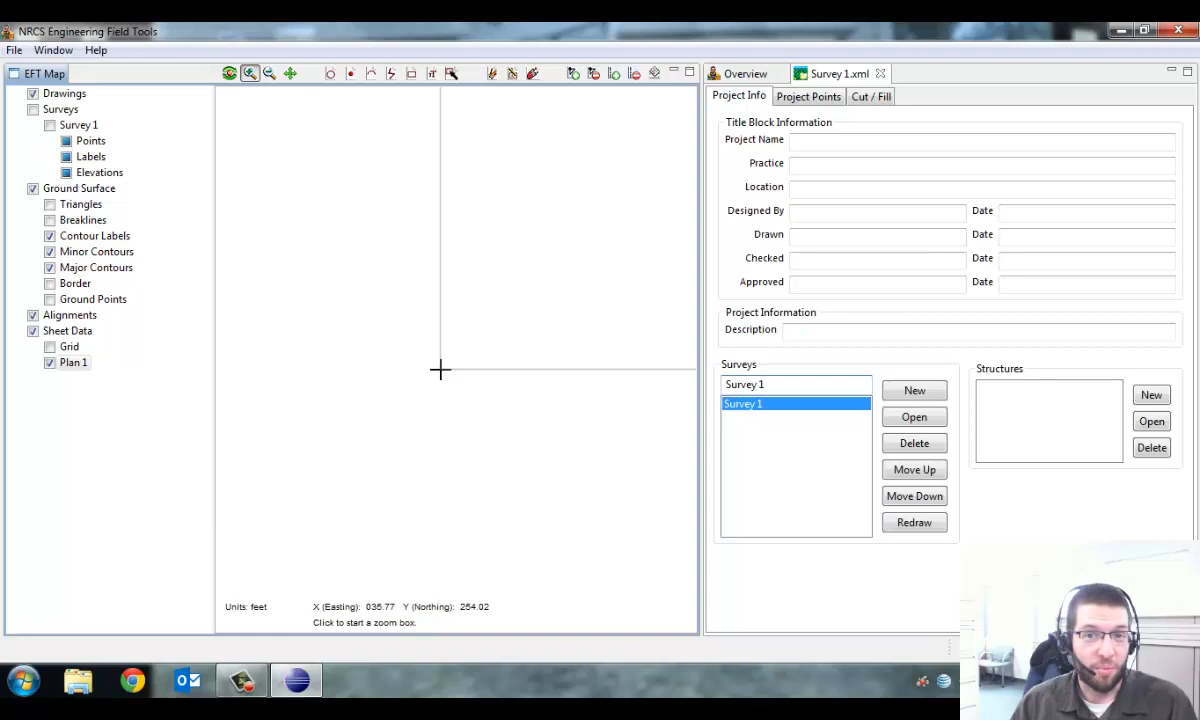 NRCS Engineering Field Tools
File Window Help
EFT Map
Drawings
Surveys
Survey 1
Points
Labels
Elevations
Ground Surface
Triangles
Breaklines
Contour Labels
Minor Contours
Major Contours
Border
Ground Points
Alignments
Sheet Data
Grid
Plan 1
Units: feet X (Easting): 035.77 Y (Northing): 254.02
Click to start a zoom box.
Overview Survey 1.xml
Project Info Project Points Cut / Fill
Title Block Information
Project Name
Practice
Location
Designed By Date
Drawn Date
Checked Date
Approved Date
Project Information
Description
Surveys
Survey 1
Survey 1
New
Open
Delete
Move Up
Move Down
Redraw
Structures
New
Open
Delete